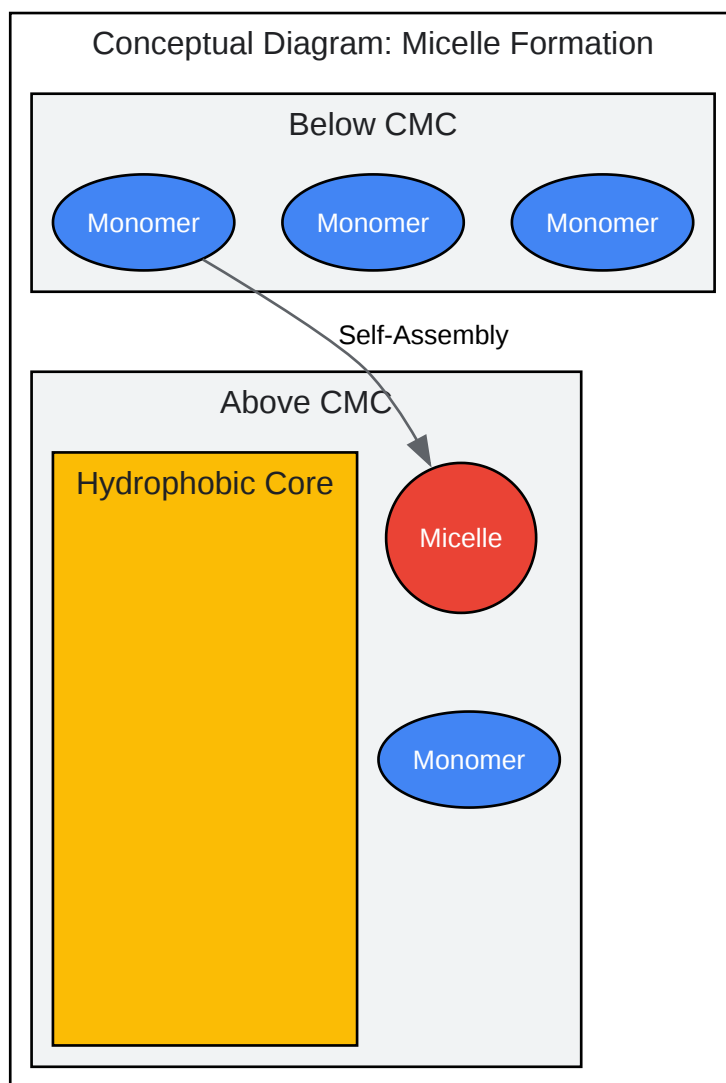 Conceptual Diagram: Micelle Formation
Below CMC
Monomer
Monomer
Monomer
Self-Assembly
Above CMC
Hydrophobic Core
Micelle
Monomer